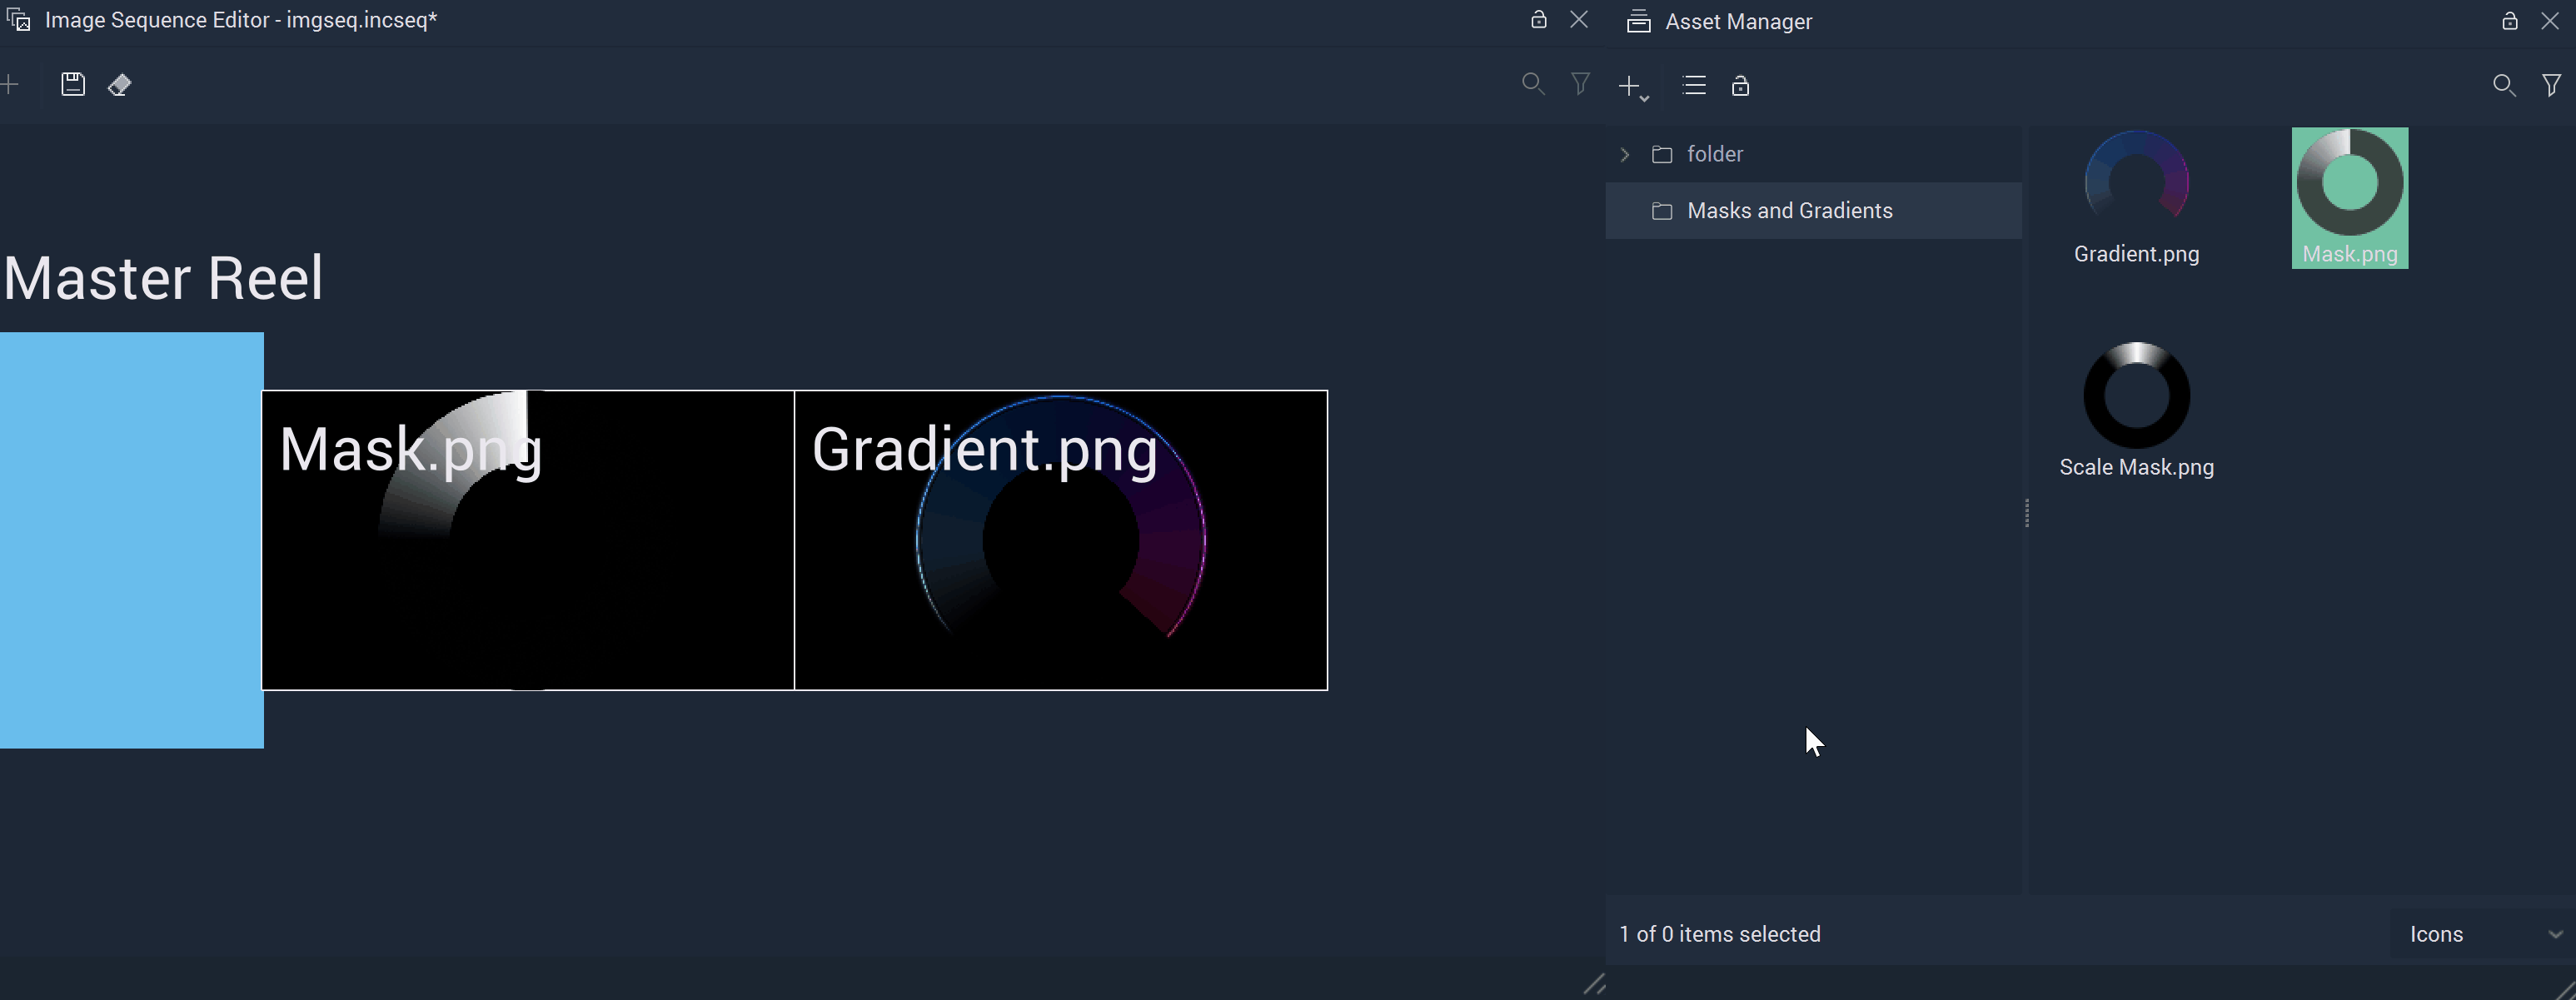 Image Sequence Editor - imgseq.incseq*
Master Reel
Mask.png
Gradient.png
Asset Manager
folder
Masks and Gradients
Gradient.png
Mask.png
Scale Mask.png
1 of 0 items selected
Icons